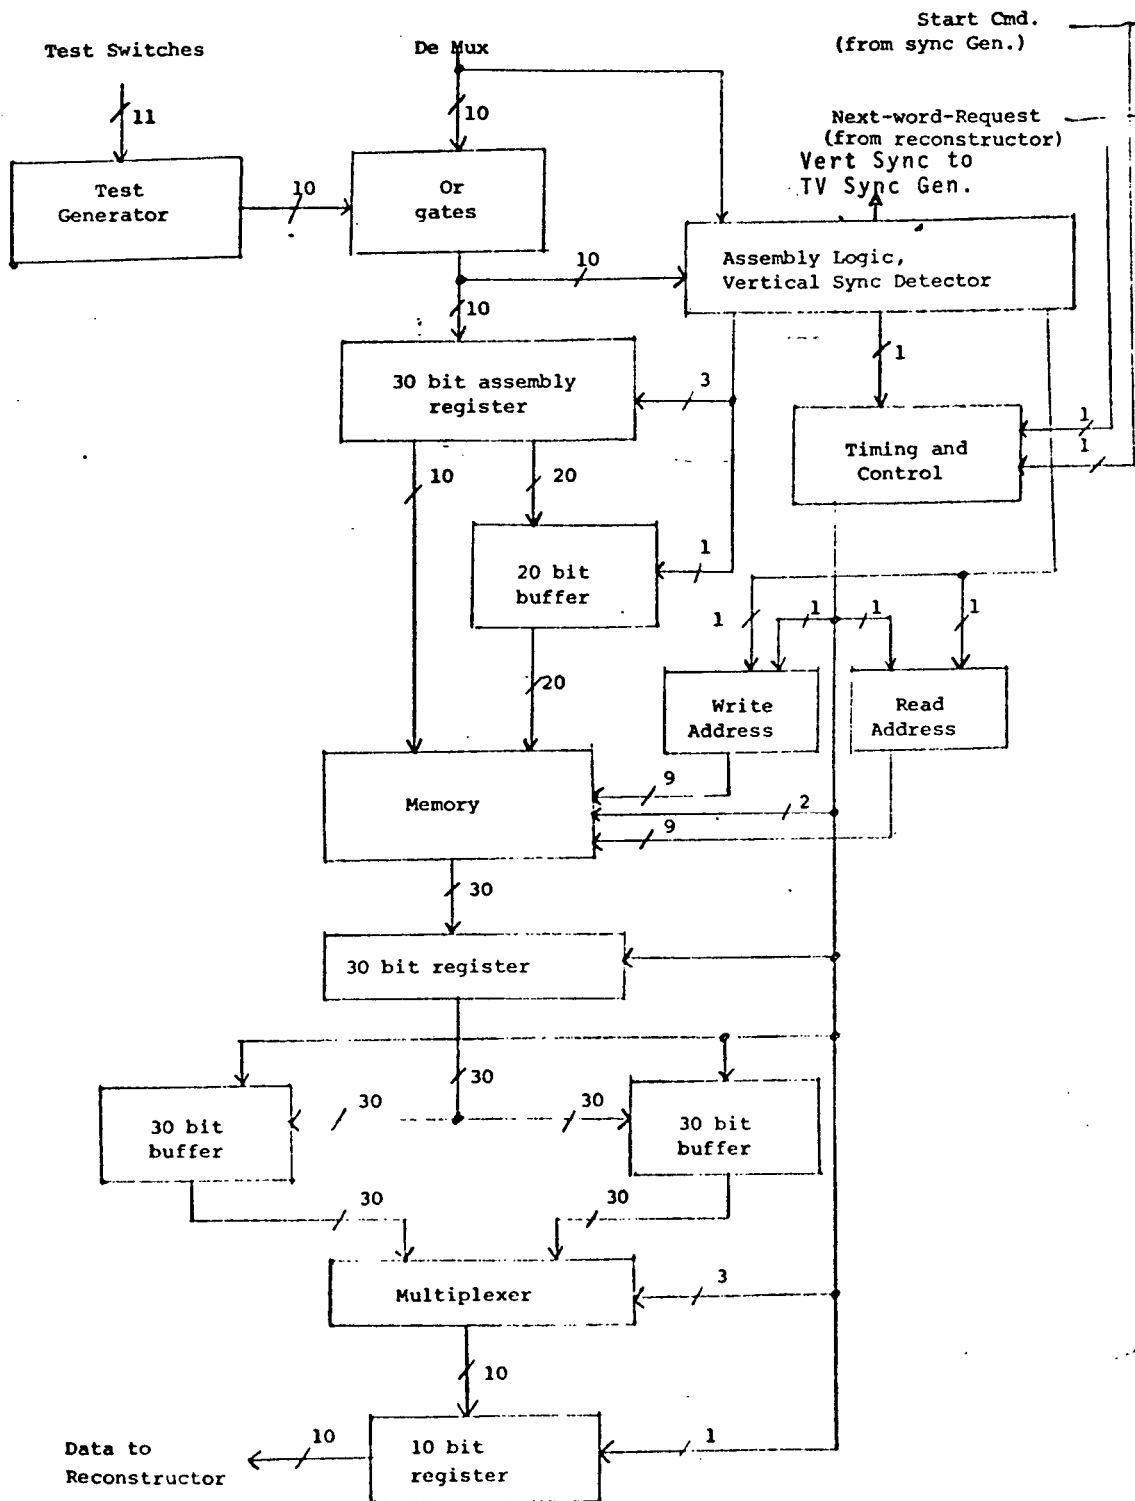 Start Cmd.
(from sync Gen.)
Test Switches
De Mux
11
10
Next-word-Request
(from reconstructor)
Vert Sync to
TV Sync Gen.
Test
Generator
10
Or
gates
Assembly Logic,
Vertical Sync Detector
10
10
1
30 bit assembly
register
3
1
1
Timing and
Control
10
20
20 bit
buffer
1
1
1
1
1
20
Write
Address
Read
Address
9
2
9
Memory
30
30 bit register
30
30
30
30 bit
buffer
30 bit
buffer
30
30
Multiplexer
3
10
10 bit
register
1
10
Data to
Reconstructor